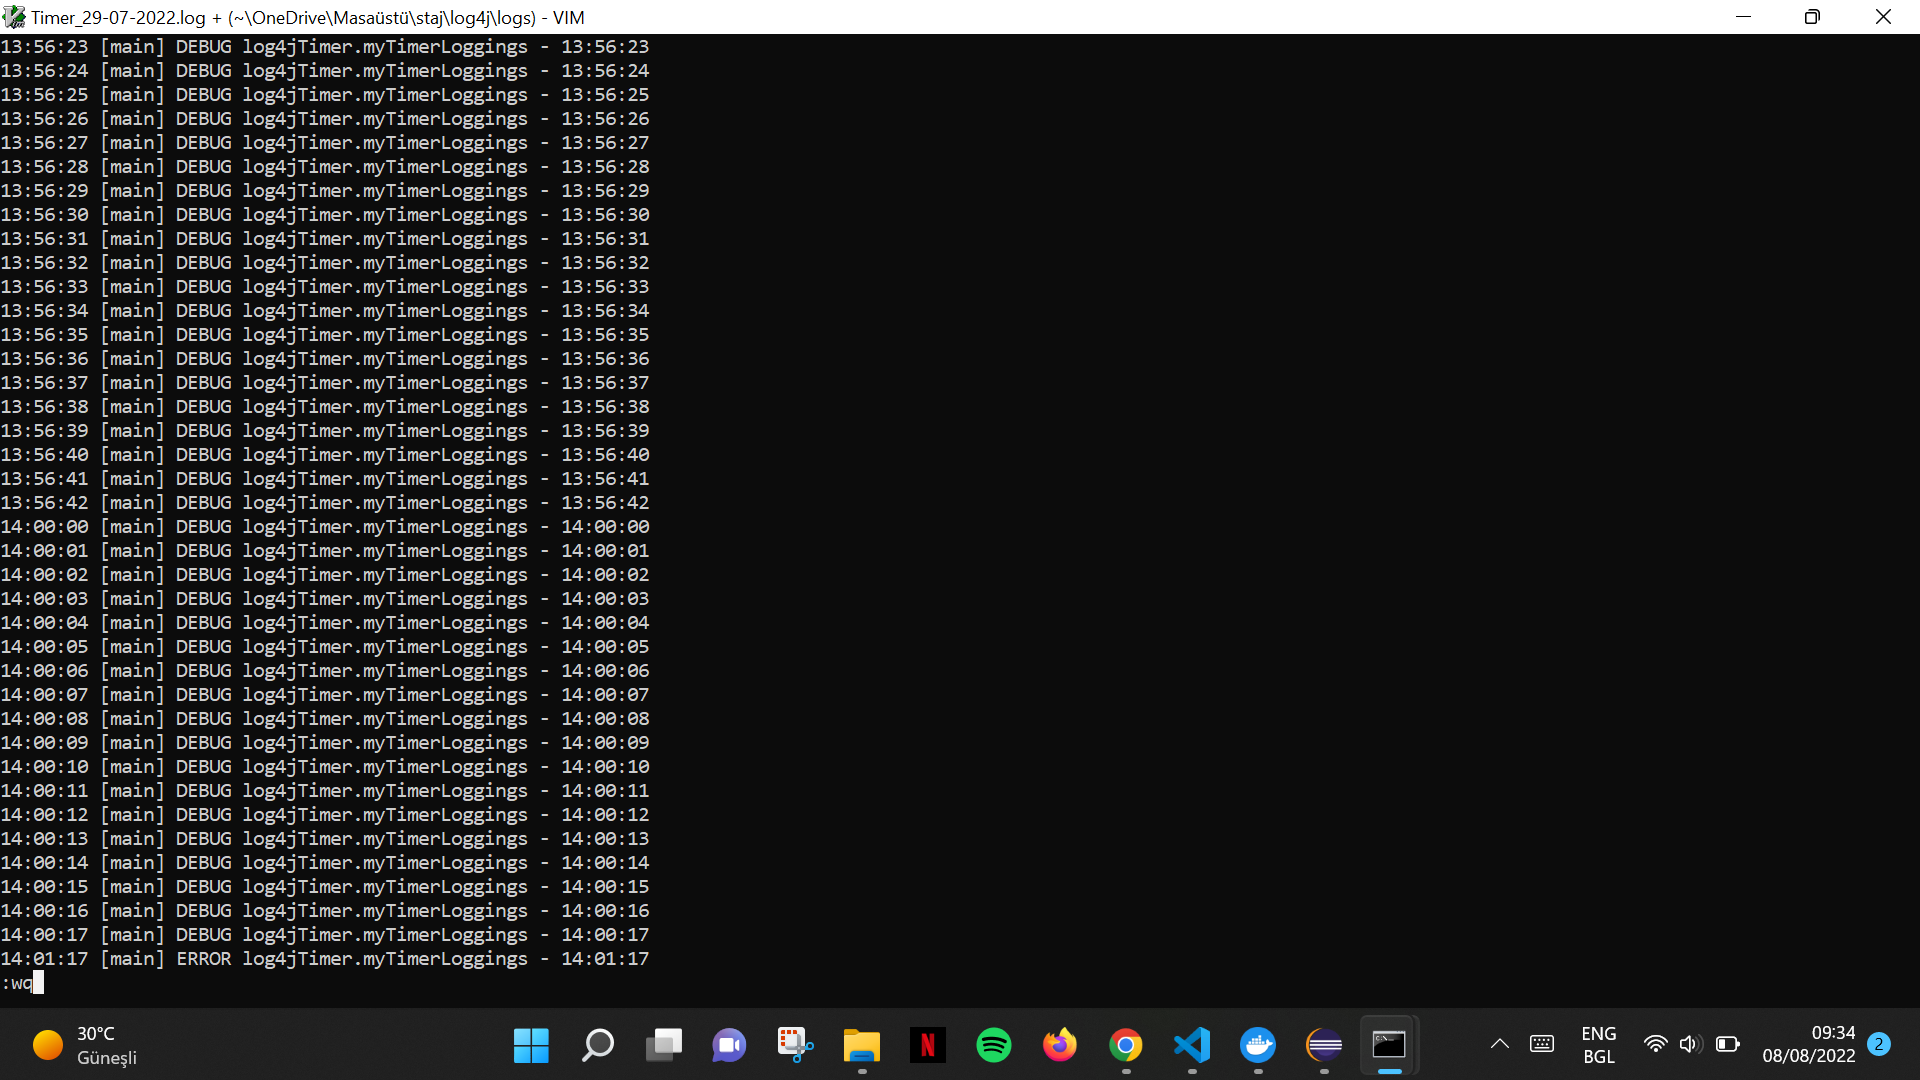 Timer_29-07-2022.log + (~\OneDrive\Masaüstü\staj\log4j\logs) - VIM
13:56:23 [main] DEBUG log4jTimer.myTimerLoggings - 13:56:23
13:56:24 [main] DEBUG log4jTimer.myTimerLoggings - 13:56:24
13:56:25 [main] DEBUG log4jTimer.myTimerLoggings - 13:56:25
13:56:26 [main] DEBUG log4jTimer.myTimerLoggings - 13:56:26
13:56:27 [main] DEBUG log4jTimer.myTimerLoggings - 13:56:27
13:56:28 [main] DEBUG log4jTimer.myTimerLoggings - 13:56:28
13:56:29 [main] DEBUG log4jTimer.myTimerLoggings - 13:56:29
13:56:30 [main] DEBUG log4jTimer.myTimerLoggings - 13:56:30
13:56:31 [main] DEBUG log4jTimer.myTimerLoggings - 13:56:31
13:56:32 [main] DEBUG log4jTimer.myTimerLoggings - 13:56:32
13:56:33 [main] DEBUG log4jTimer.myTimerLoggings - 13:56:33
13:56:34 [main] DEBUG log4jTimer.myTimerLoggings - 13:56:34
13:56:35 [main] DEBUG log4jTimer.myTimerLoggings - 13:56:35
13:56:36 [main] DEBUG log4jTimer.myTimerLoggings - 13:56:36
13:56:37 [main] DEBUG log4jTimer.myTimerLoggings - 13:56:37
13:56:38 [main] DEBUG log4jTimer.myTimerLoggings - 13:56:38
13:56:39 [main] DEBUG log4jTimer.myTimerLoggings - 13:56:39
13:56:40 [main] DEBUG log4jTimer.myTimerLoggings - 13:56:40
13:56:41 [main] DEBUG log4jTimer.myTimerLoggings - 13:56:41
13:56:42 [main] DEBUG log4jTimer.myTimerLoggings - 13:56:42
14:00:00 [main] DEBUG log4jTimer.myTimerLoggings - 14:00:00
14:00:01 [main] DEBUG log4jTimer.myTimerLoggings - 14:00:01
14:00:02 [main] DEBUG log4jTimer.myTimerLoggings - 14:00:02
14:00:03 [main] DEBUG log4jTimer.myTimerLoggings - 14:00:03
14:00:04 [main] DEBUG log4jTimer.myTimerLoggings - 14:00:04
14:00:05 [main] DEBUG log4jTimer.myTimerLoggings - 14:00:05
14:00:06 [main] DEBUG log4jTimer.myTimerLoggings - 14:00:06
14:00:07 [main] DEBUG log4jTimer.myTimerLoggings - 14:00:07
14:00:08 [main] DEBUG log4jTimer.myTimerLoggings - 14:00:08
14:00:09 [main] DEBUG log4jTimer.myTimerLoggings - 14:00:09
14:00:10 [main] DEBUG log4jTimer.myTimerLoggings - 14:00:10
14:00:11 [main] DEBUG log4jTimer.myTimerLoggings - 14:00:11
14:00:12 [main] DEBUG log4jTimer.myTimerLoggings - 14:00:12
14:00:13 [main] DEBUG log4jTimer.myTimerLoggings - 14:00:13
14:00:14 [main] DEBUG log4jTimer.myTimerLoggings - 14:00:14
14:00:15 [main] DEBUG log4jTimer.myTimerLoggings - 14:00:15
14:00:16 [main] DEBUG log4jTimer.myTimerLoggings - 14:00:16
14:00:17 [main] DEBUG log4jTimer.myTimerLoggings - 14:00:17
14:01:17 [main] ERROR log4jTimer.myTimerLoggings - 14:01:17
:wq
30°C
Güneşli
N
ENG
BGL
09:34
08/08/2022
2